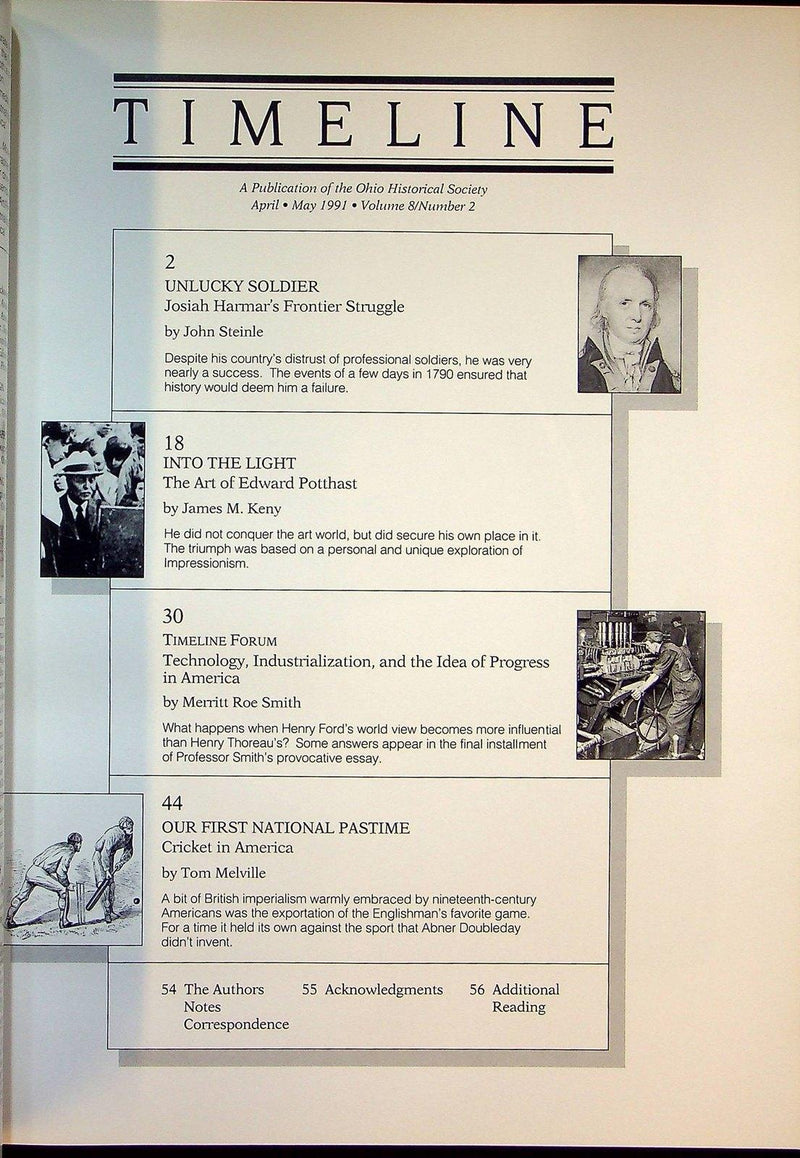 TIMELINE
A Publication of the Ohio Historical Society
April • May 1991 • Volume 8/Number 2
2
UNLUCKY SOLDIER
Josiah Harmar's Frontier Struggle
by John Steinle
Despite his country's distrust of professional soldiers, he was very
nearly a success. The events of a few days in 1790 ensured that
history would deem him a failure.
18
INTO THE LIGHT
The Art of Edward Potthast
by James M. Keny
He did not conquer the art world, but did secure his own place in it.
The triumph was based on a personal and unique exploration of
Impressionism.
30
TIMELINE FORUM
Technology, Industrialization, and the Idea of Progress
in America
by Merritt Roe Smith
What happens when Henry Ford's world view becomes more influential
than Henry Thoreau's? Some answers appear in the final installment
of Professor Smith's provocative essay.
44
OUR FIRST NATIONAL PASTIME
Cricket in America
by Tom Melville
A bit of British imperialism warmly embraced by nineteenth-century
Americans was the exportation of the Englishman's favorite game.
For a time it held its own against the sport that Abner Doubleday
didn't invent.
54 The Authors
Notes
Correspondence
55 Acknowledgments
56 Additional
Reading